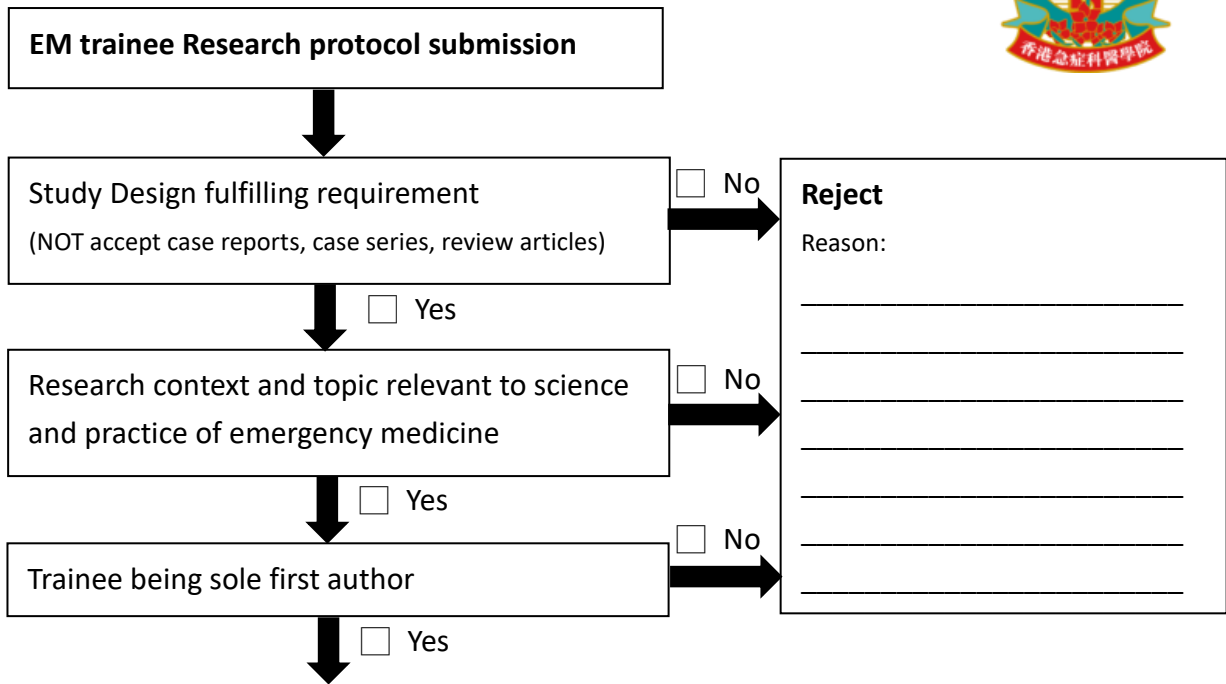 香港急症科醫學院
EM trainee Research protocol submission
Study Design fulfilling requirement
(NOT accept case reports, case series, review articles)
No
Reject
Reason:
Yes
Research context and topic relevant to science
and practice of emergency medicine
No
Yes
Trainee being sole first author
No
Yes